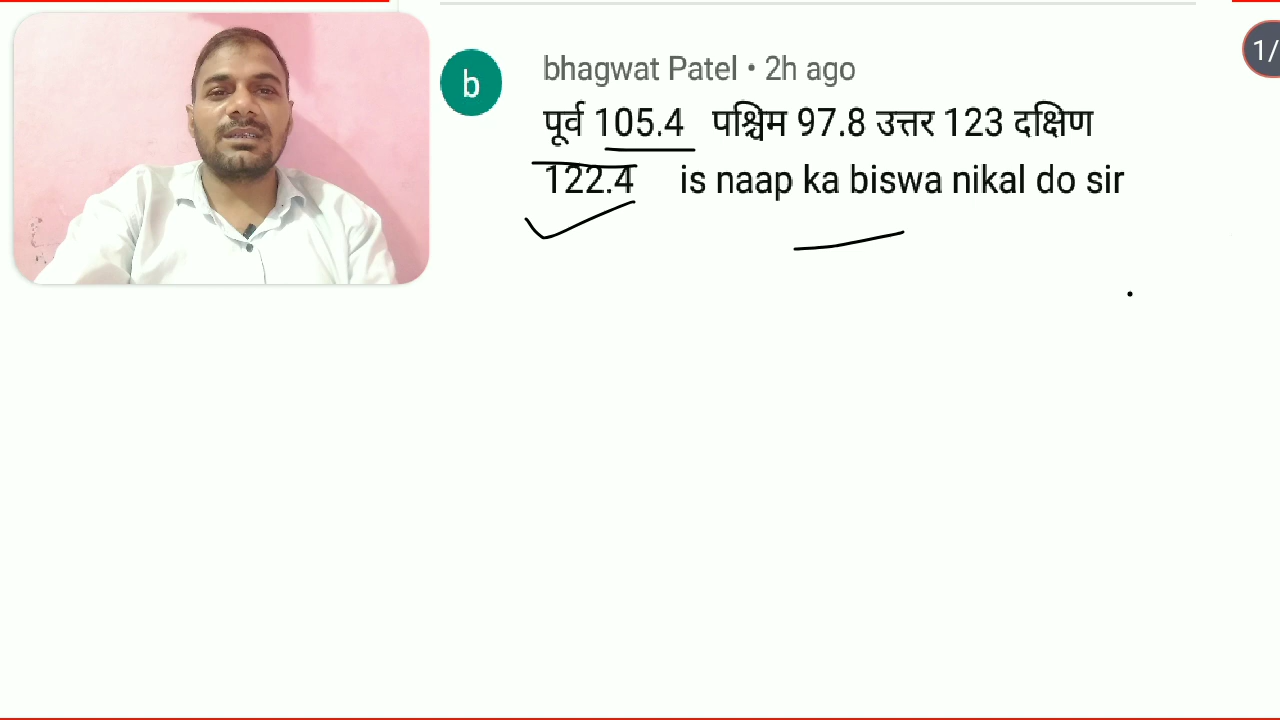 1/
b
bhagwat Patel • 2h ago
पूर्व 105.4 पश्चिम 97.8 उत्तर 123 दक्षिण
122.4 is naap ka biswa nikal do sir